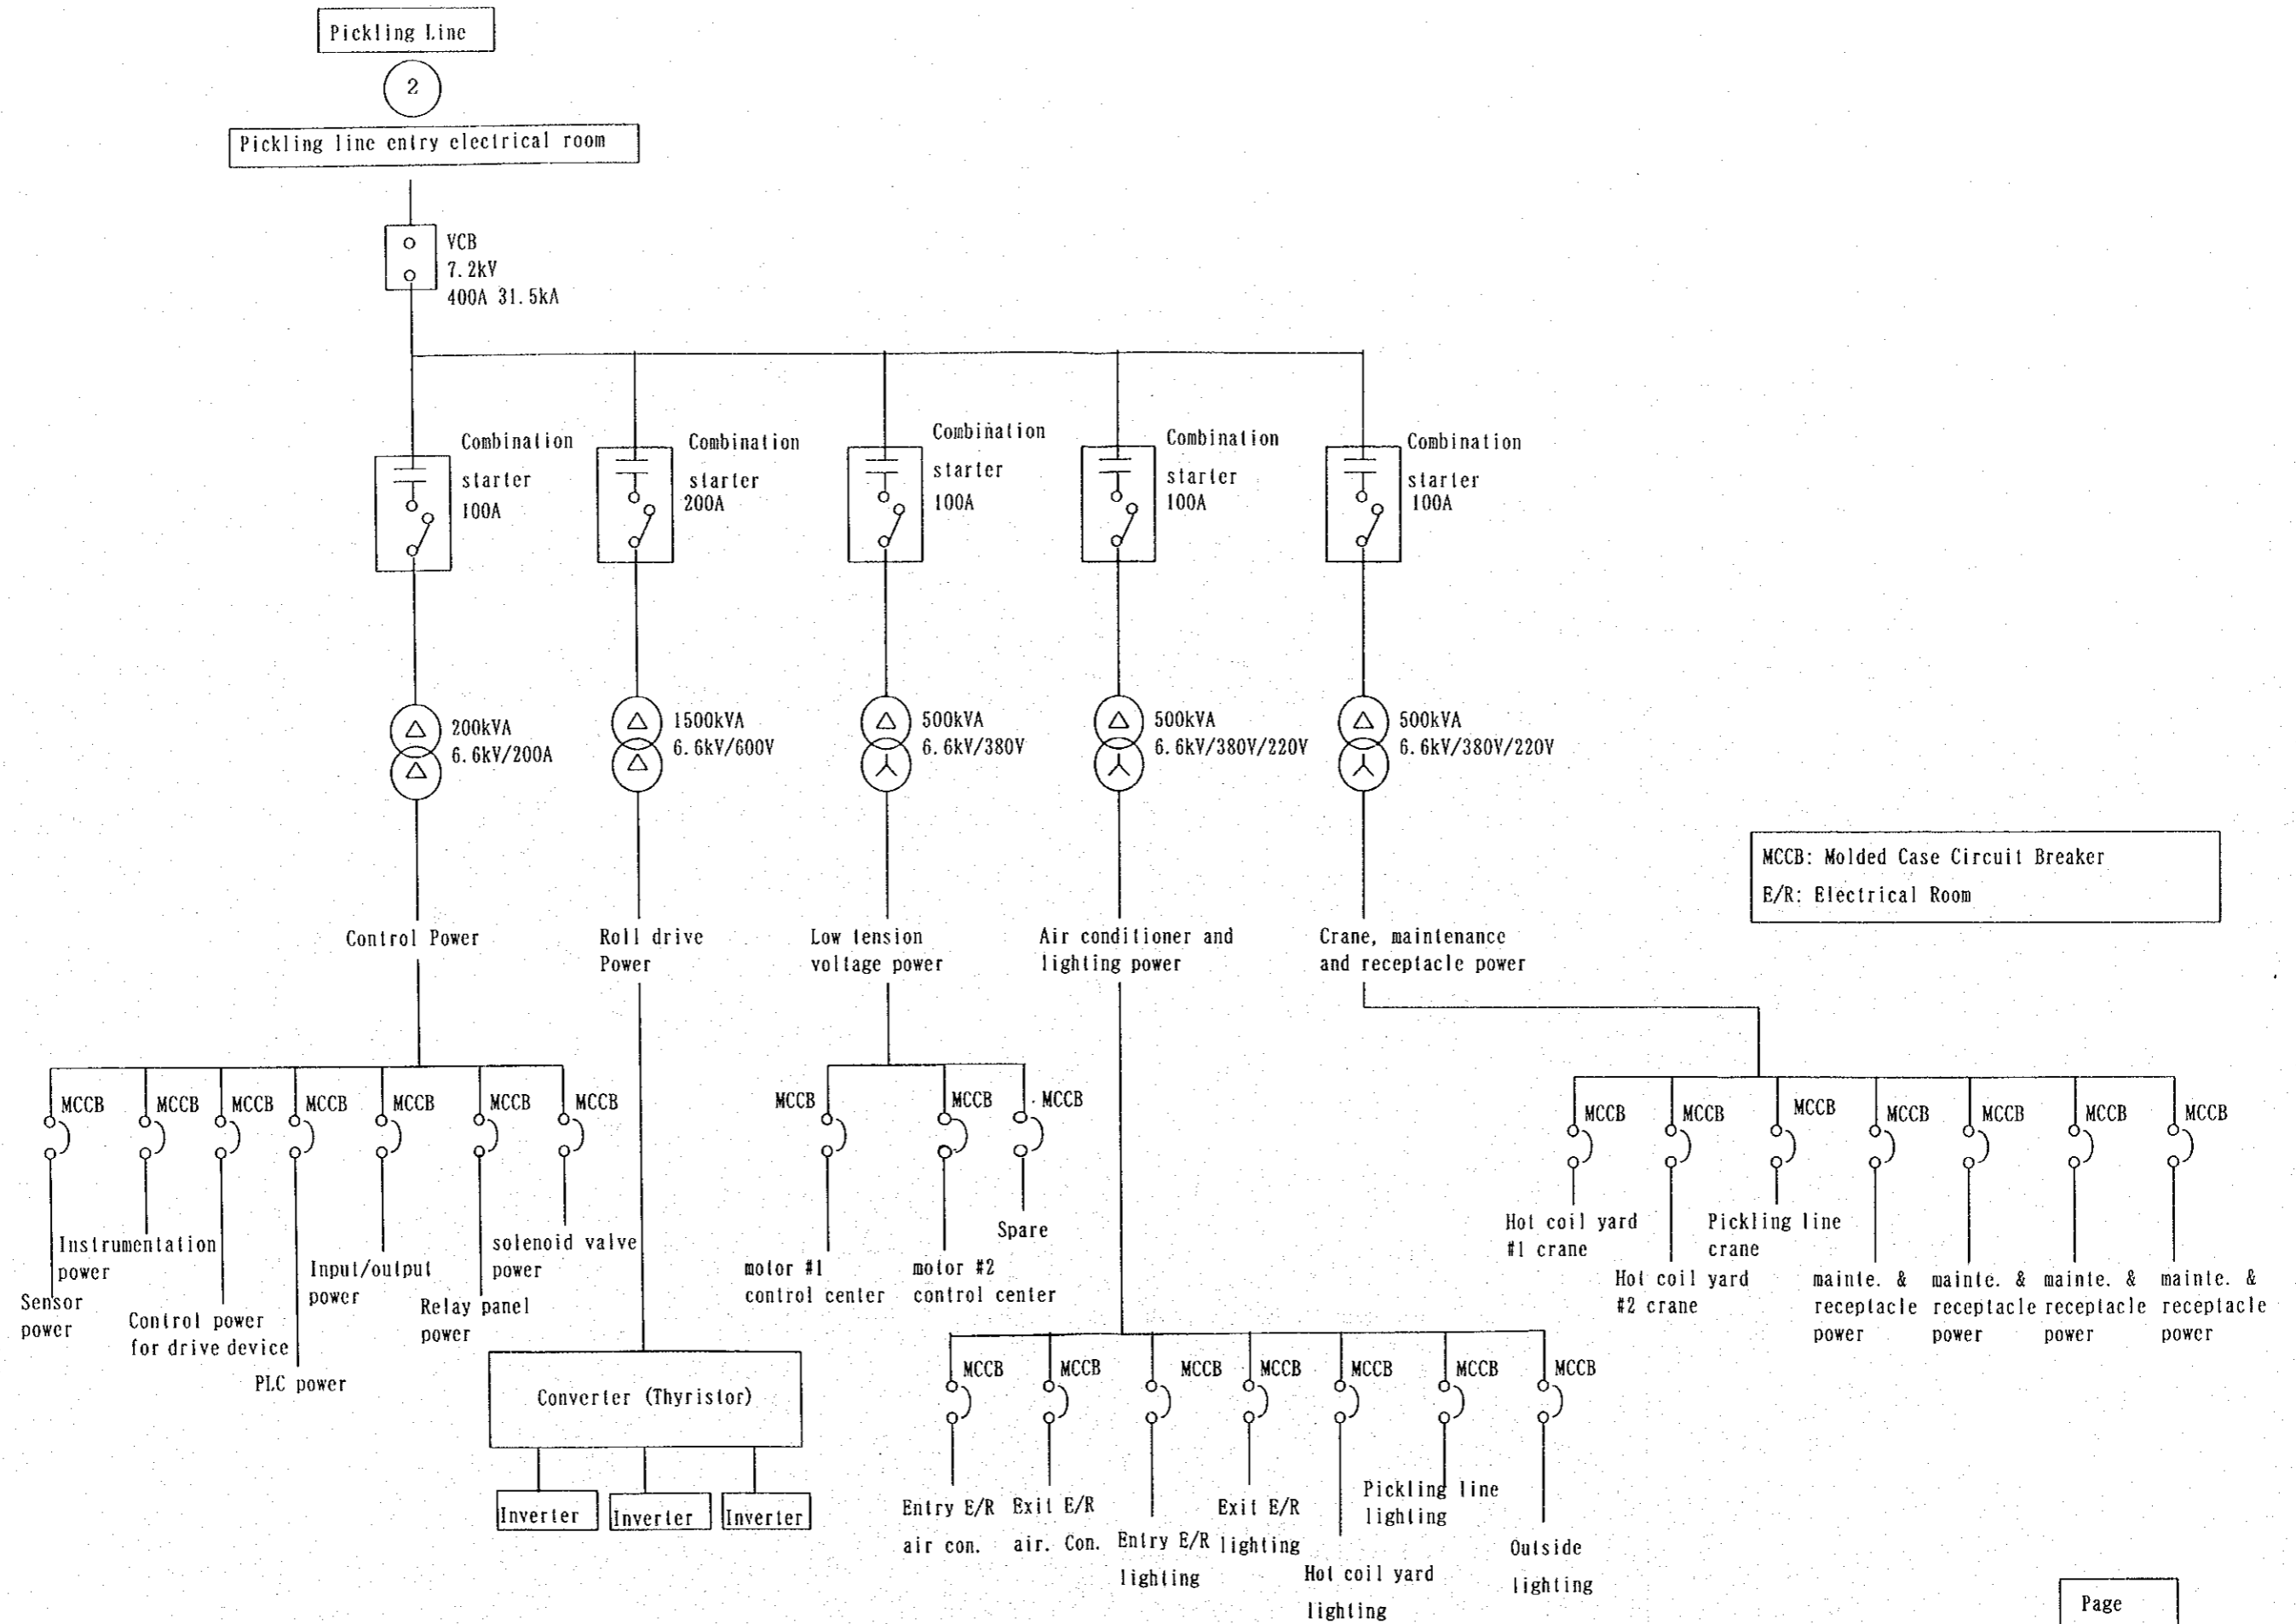 Pickling Line
2
Pickling line entry electrical room
VCB
7.2kV
400A 31.5kA
Combination
starter
100A
Combination
starter
200A
Combination
starter
100A
Combination
starter
100A
Combination
starter
100A
200kVA
6.6kV/200A
1500kVA
6.6kV/600V
500kVA
6.6kV/380V
500kVA
6.6kV/380V/220V
500kVA
6.6kV/380V/220V
MCCB: Molded Case Circuit Breaker
E/R: Electrical Room
Control Power
Roll drive
Power
Low tension
voltage power
Air conditioner and
lighting power
Crane, maintenance
and receptacle power
MCCB
MCCB
MCCB
MCCB
MCCB
MCCB
MCCB
Sensor
power
Instrumentation
power
Control power
for drive device
PLC power
Input/output
power
Relay panel
power
solenoid valve
power
MCCB
MCCB
MCCB
motor #1
control center
motor #2
control center
Spare
MCCB
MCCB
MCCB
MCCB
MCCB
MCCB
MCCB
Hot coil yard
#1 crane
Hot coil yard
#2 crane
Pickling line
crane
mainte. &
receptacle
power
mainte. &
receptacle
power
mainte. &
receptacle
power
mainte. &
receptacle
power
Converter (Thyristor)
Inverter
Inverter
Inverter
MCCB
MCCB
MCCB
MCCB
MCCB
MCCB
MCCB
Entry E/R
air con.
Exit E/R
air. Con.
Entry E/R
lighting
Exit E/R
lighting
Hot coil yard
lighting
Pickling line
lighting
Outside
lighting
Page